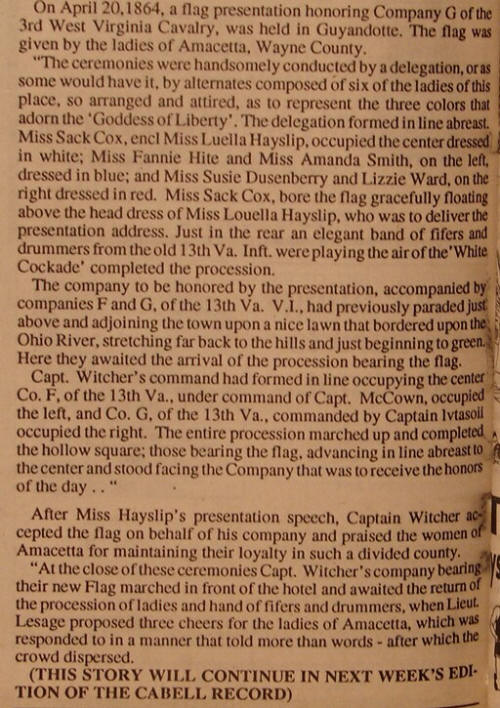 On April 20,1864, a flag presentation honoring Company G of the
3rd West Virginia Cavalry, was held in Guyandotte. The flag was
given by the ladies of Amacetta, Wayne County.
"The ceremonies were handsomely conducted by a delegation, or as
some would have it, by alternates composed of six of the ladies of this
place, so arranged and attired, as to represent the three colors that
adorn the 'Goddess of Liberty'. The delegation formed in line abreast.
Miss Sack Cox, encl Miss Luella Hayslip, occupied the center dressed
in white; Miss Fannie Hite and Miss Amanda Smith, on the left,
dressed in blue; and Miss Susie Dusenberry and Lizzie Ward, on the
right dressed in red. Miss Sack Cox, bore the flag gracefully floating
above the head dress of Miss Louella Hayslip, who was to deliver the
presentation address. Just in the rear an elegant band of fifers and
drummers from the old 13th Va. Inft. were playing the air of the 'White
Cockade' completed the procession.
The company to be honored by the presentation, accompanied by
companies F and G, of the 13th Va. V.I., had previously paraded just
above and adjoining the town upon a nice lawn that bordered upon the
Ohio River, stretching far back to the hills and just beginning to green.
Here they awaited the arrival of the procession bearing the flag.
Capt. Witcher's command had formed in line occupying the center
Co. F, of the 13th Va., under command of Capt. McCown, occupied
the left, and Co. G, of the 13th Va., commanded by Captain lvtasoil
occupied the right. The entire procession marched up and completed
the hollow square; those bearing the flag, advancing in line abreast to
the center and stood facing the Company that was to receive the honors
of the day . . "
After Miss Hayslip's presentation speech, Captain Witcher ac-
cepted the flag on behalf of his company and praised the women of
Amacetta for maintaining their loyalty in such a divided county.
"At the close of these ceremonies Capt. Witcher's company bearing
their new Flag marched in front of the hotel and awaited the return of
the procession of ladies and hand of fifers and drummers, when Lieut.
Lesage proposed three cheers for the ladies of Amacetta, which was
responded to in a manner that told more than words - after which the
crowd dispersed.
(THIS STORY WILL CONTINUE IN NEXT WEEK'S EDI-
TION OF THE CABELL RECORD)